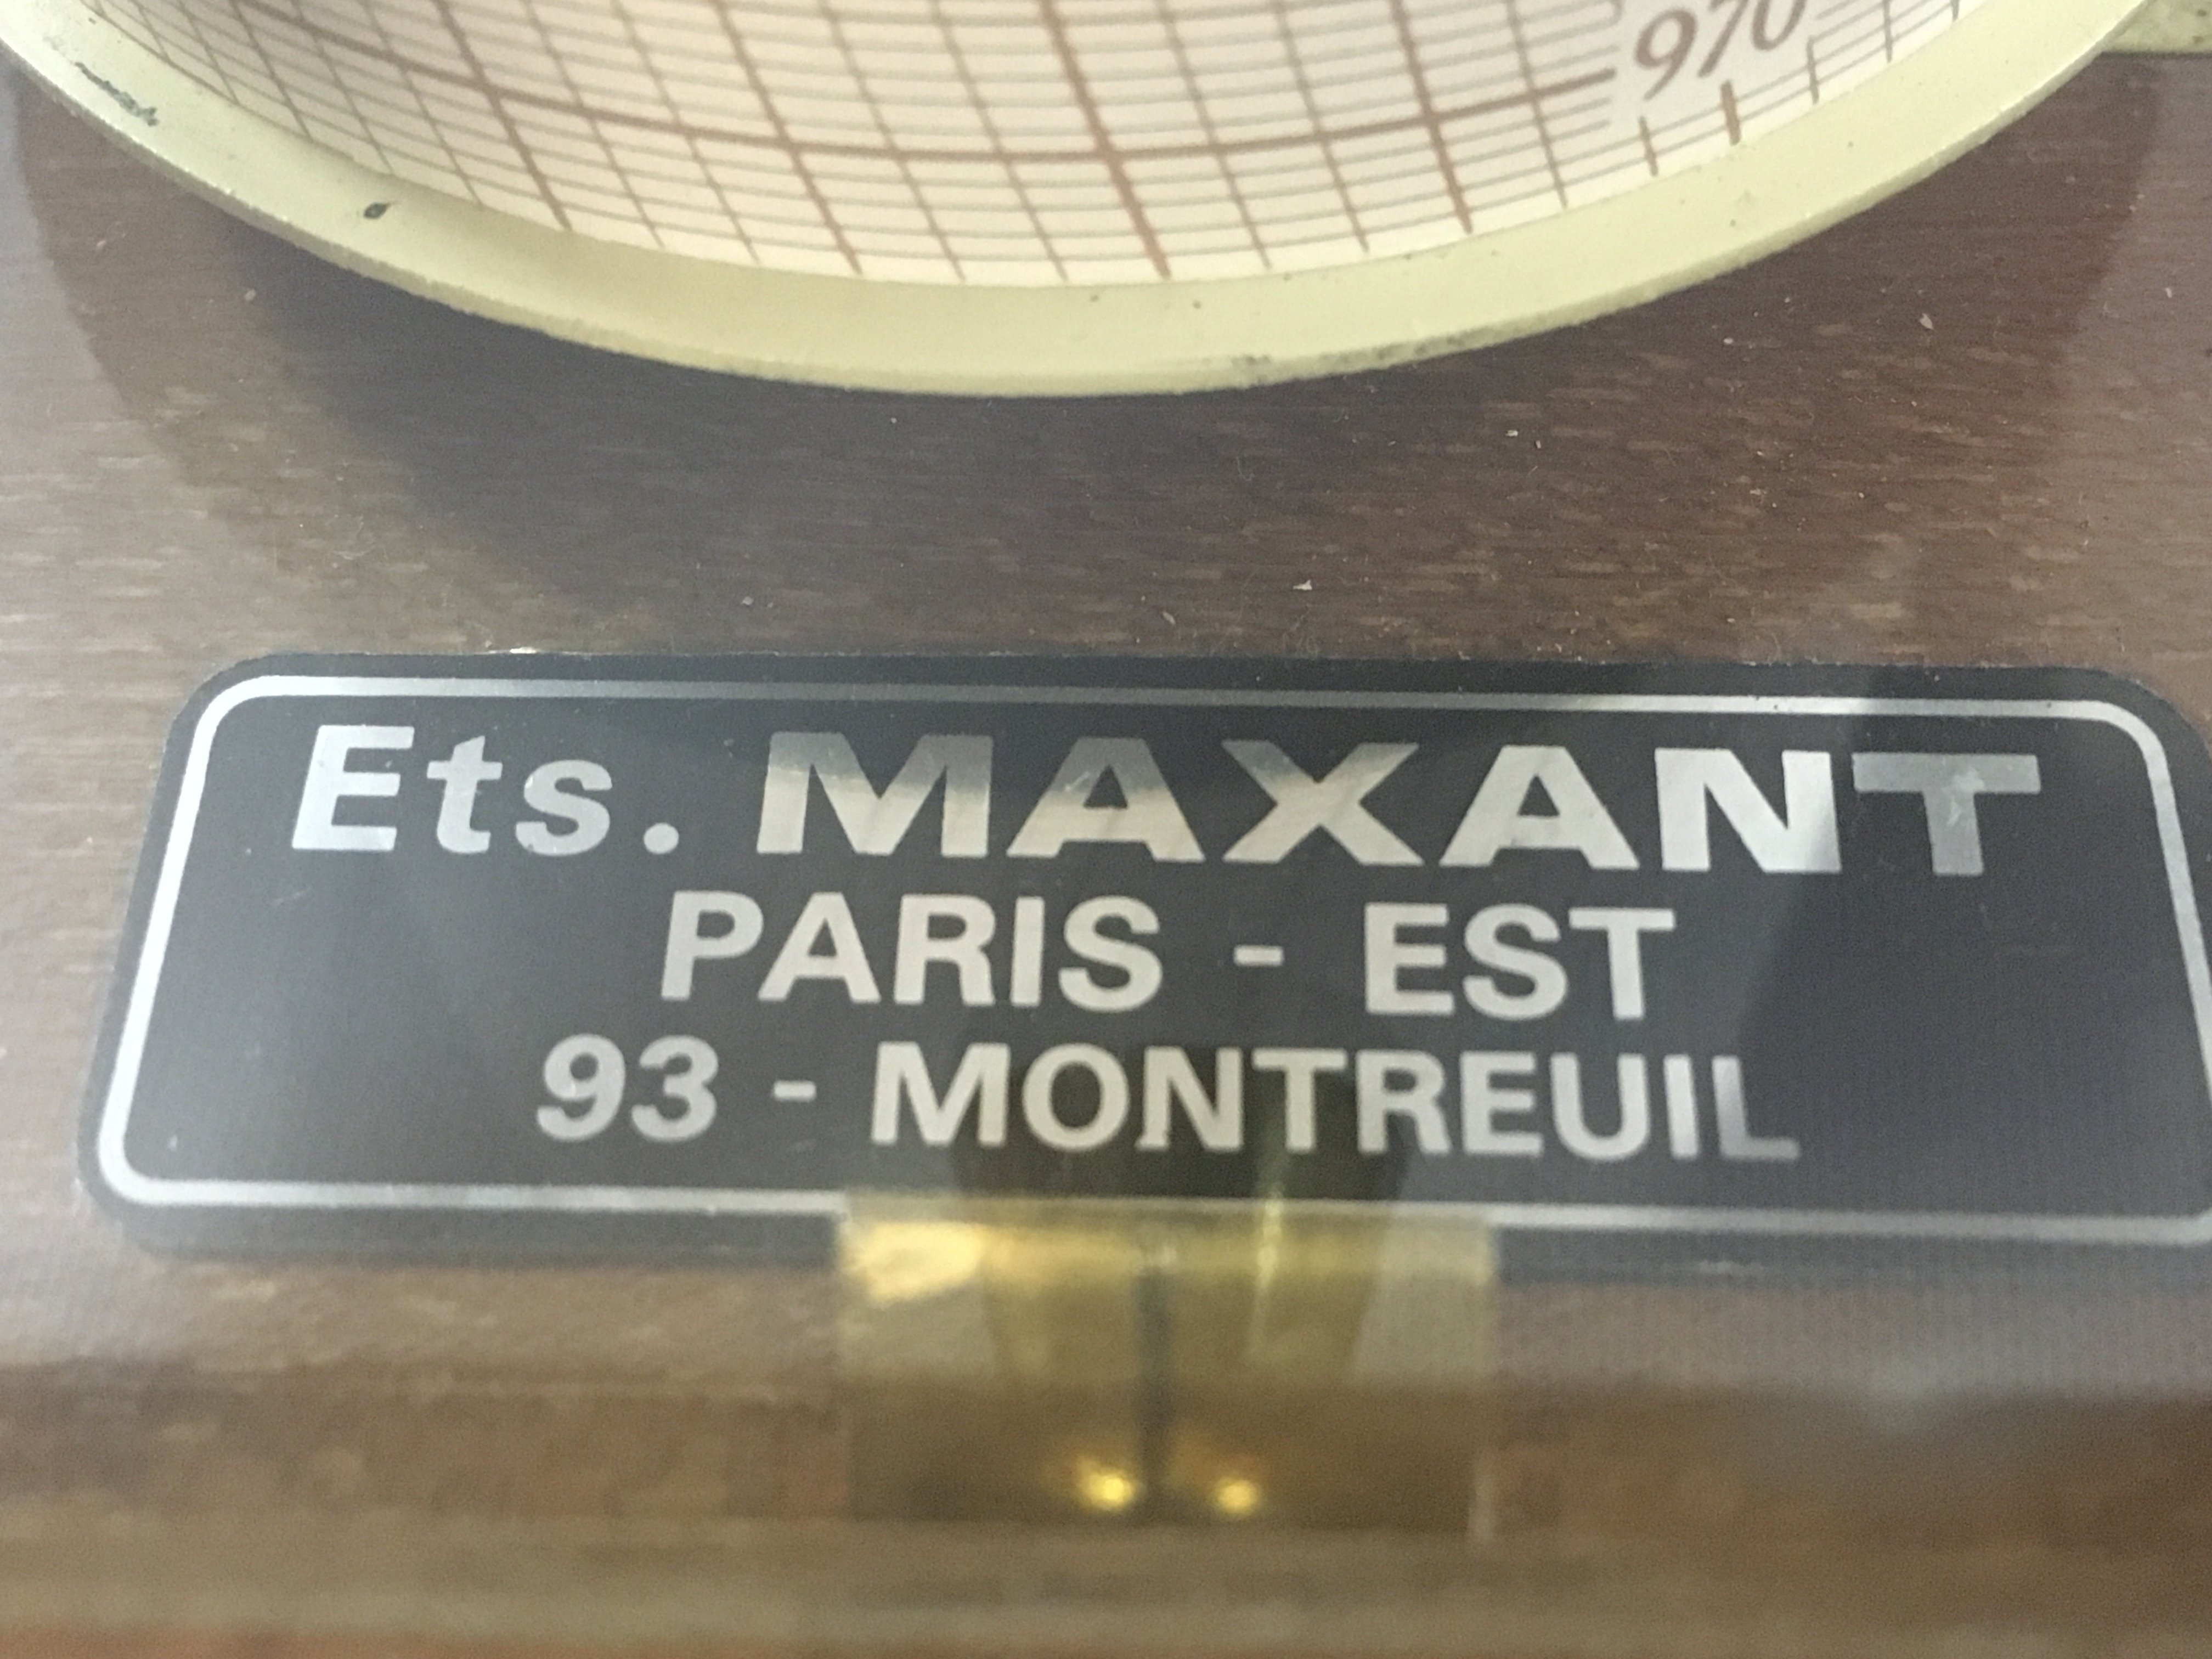 970
Ets. MAXANT
PARIS - EST
93 - MONTREUIL